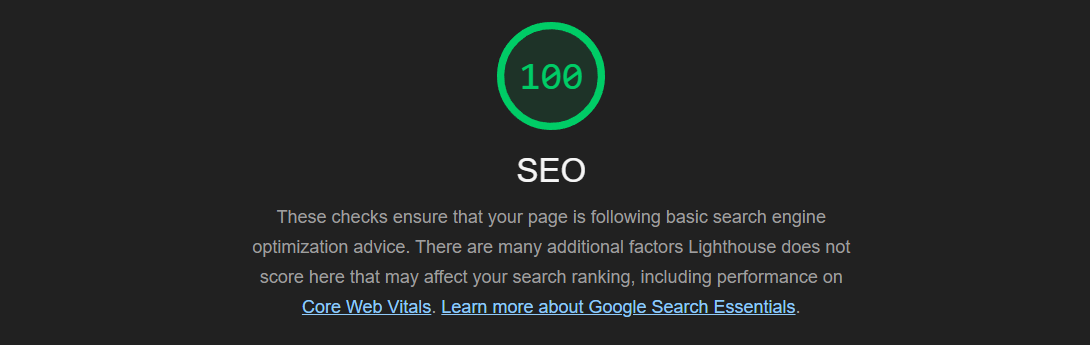 100
SEO
These checks ensure that your page is following basic search engine
optimization advice. There are many additional factors Lighthouse does not
score here that may affect your search ranking, including performance on
Core Web Vitals. Learn more about Google Search Essentials.